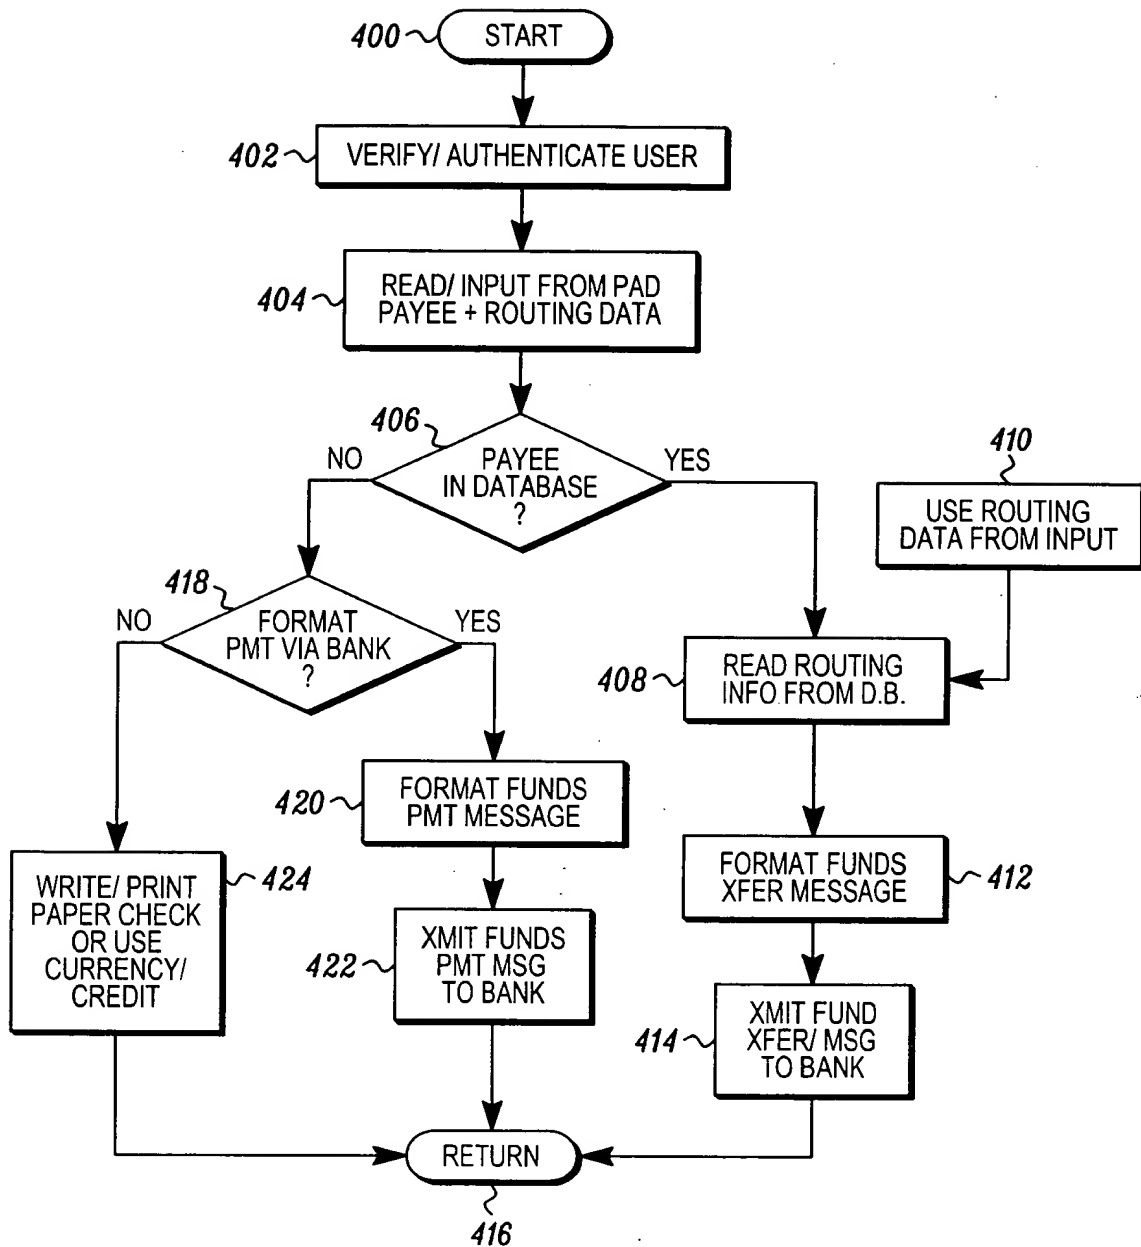 400
START
402
VERIFY/ AUTHENTICATE USER
404
READ/ INPUT FROM PAD
PAYEE + ROUTING DATA
406
PAYEE
IN DATABASE
?
NO
YES
410
USE ROUTING
DATA FROM INPUT
418
FORMAT
PMT VIA BANK
?
NO
YES
408
READ ROUTING
INFO FROM D.B.
420
FORMAT FUNDS
PMT MESSAGE
FORMAT FUNDS
XFER MESSAGE
412
WRITE/ PRINT
PAPER CHECK
OR USE
CURRENCY/
CREDIT
424
422
XMIT FUNDS
PMT MSG
TO BANK
414
XMIT FUND
XFER/ MSG
TO BANK
RETURN
416